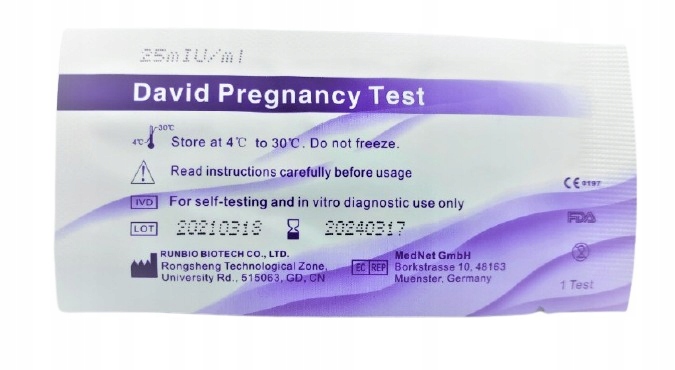 25mIU/ml
David Pregnancy Test
30℃
4℃
Store at 4℃ to 30℃. Do not freeze.
Read instructions carefully before usage
IVD For self-testing and in vitro diagnostic use only
CE 0197
LOT 20210318 20240317
FDA
RUNBIO BIOTECH CO., LTD.
Rongsheng Technological Zone,
University Rd., 515063, GD, CN
EC REP
MedNet GmbH
Borkstrasse 10, 48163
Muenster, Germany
1 Test